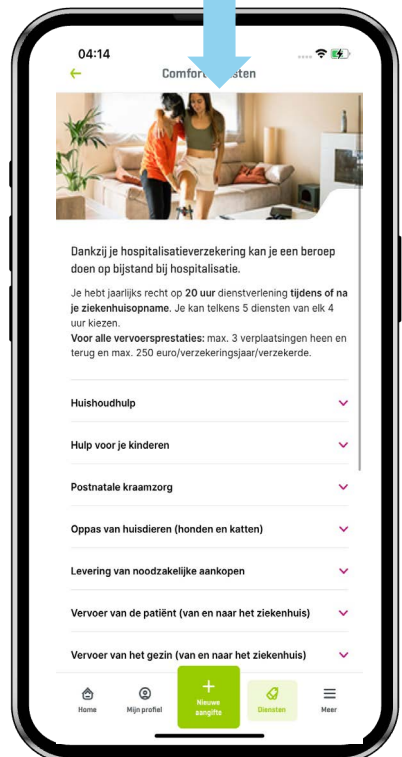 04:14
Comfor sten
Dankzij je hospitalisatieverzekering kan je een beroep
doen op bijstand bij hospitalisatie.
Je hebt jaarlijks recht op 20 uur dienstverlening tijdens of na
je ziekenhuisopname. Je kan telkens 5 diensten van elk 4
uur kiezen.
Voor alle vervoersprestaties: max. 3 verplaatsingen heen en
terug en max. 250 euro/verzekeringsjaar/verzekerde.
Huishoudhulp
Hulp voor je kinderen
Postnatale kraamzorg
Oppas van huisdieren (honden en katten)
Levering van noodzakelijke aankopen
Vervoer van de patiënt (van en naar het ziekenhuis)
Vervoer van het gezin (van en naar het ziekenhuis)
Home Mijn profiel Nieuwe aangifte Diensten Meer